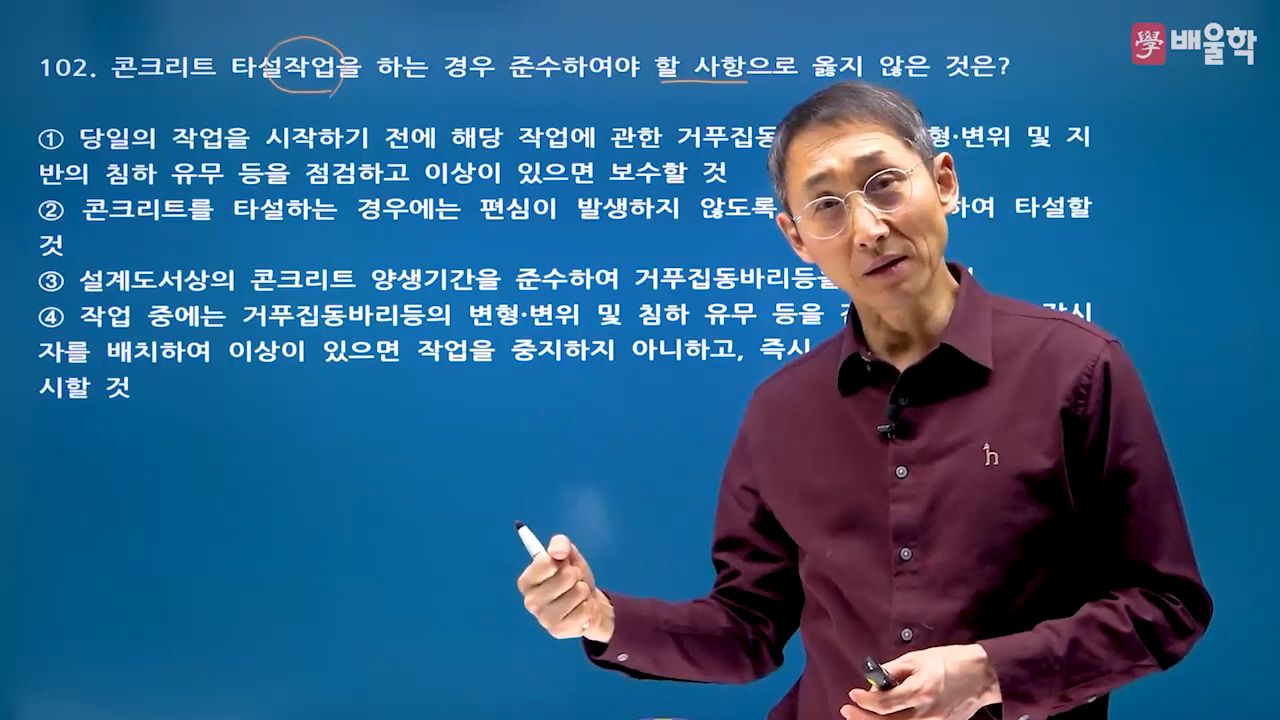 學 배울학
102. 콘크리트 타설작업을 하는 경우 준수하여야 할 사항으로 옳지 않은 것은?
① 당일의 작업을 시작하기 전에 해당 작업에 관한 거푸집동 형·변위 및 지
반의 침하 유무 등을 점검하고 이상이 있으면 보수할 것
② 콘크리트를 타설하는 경우에는 편심이 발생하지 않도록 하여 타설할
것
③ 설계도서상의 콘크리트 양생기간을 준수하여 거푸집동바리등을
④ 작업 중에는 거푸집동바리등의 변형·변위 및 침하 유무 등을
자를 배치하여 이상이 있으면 작업을 중지하지 아니하고, 즉시
시할 것
h